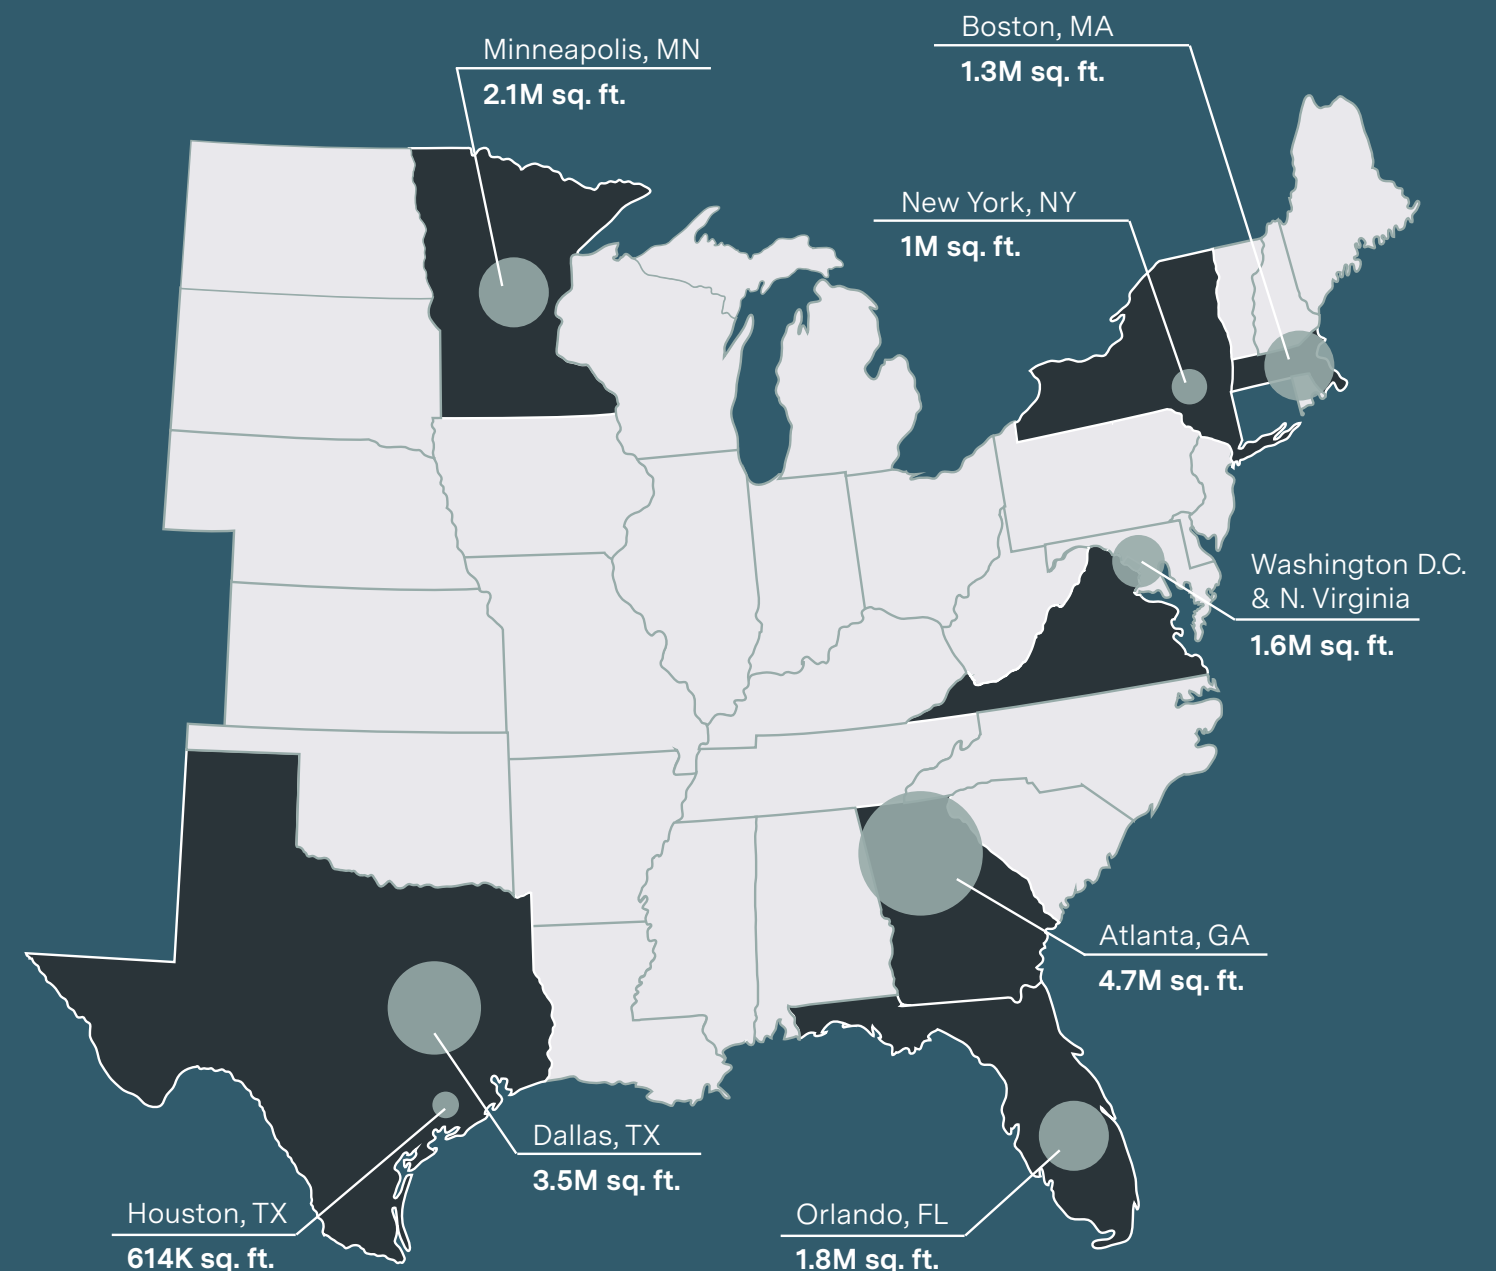 Minneapolis, MN
2.1M sq. ft.
Boston, MA
1.3M sq. ft.
New York, NY
1M sq. ft.
Washington D.C.
& N. Virginia
1.6M sq. ft.
Atlanta, GA
4.7M sq. ft.
Dallas, TX
3.5M sq. ft.
Houston, TX
614K sq. ft.
Orlando, FL
1.8M sq. ft.